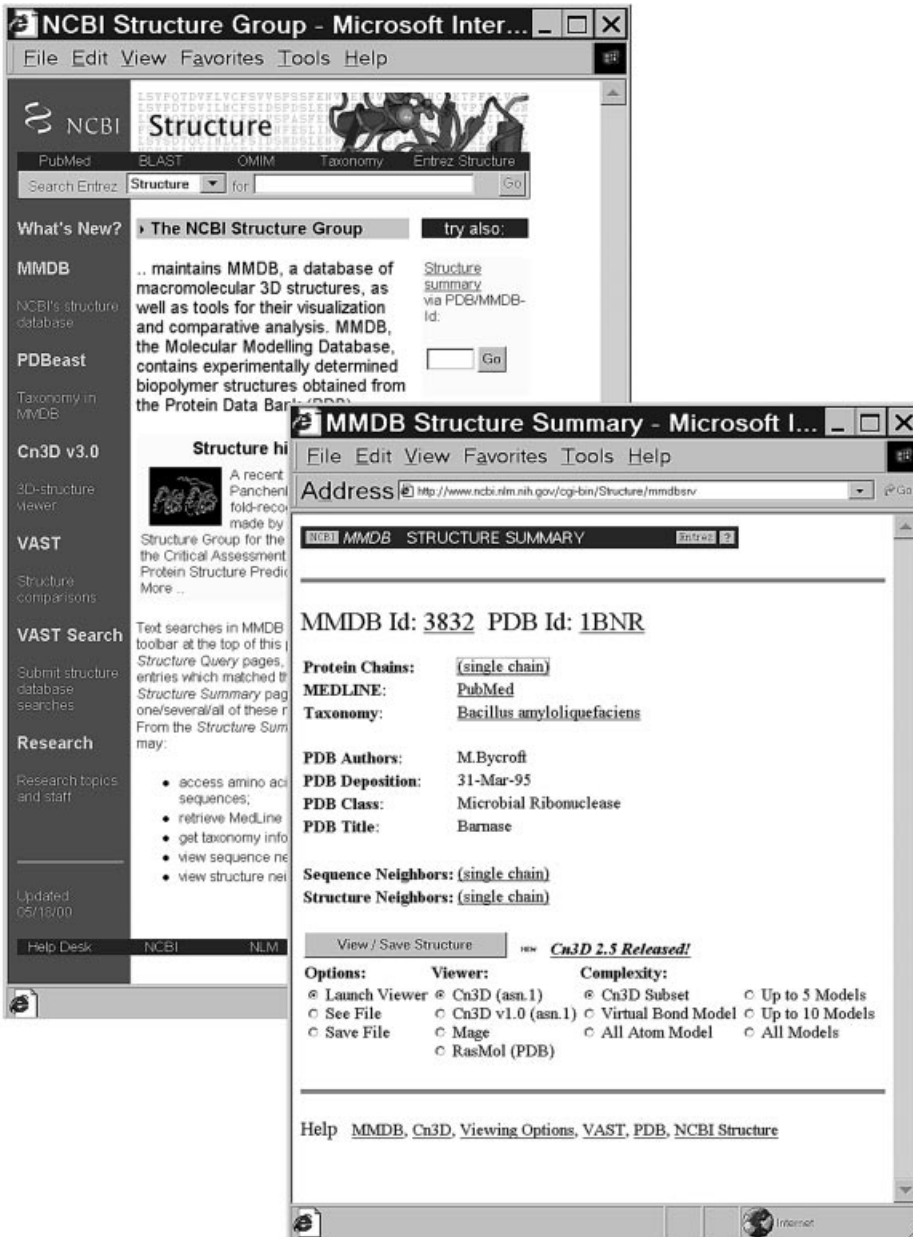 NCBI Structure Group - Microsoft Inter...
File Edit View Favorites Tools Help
NCBI
Structure
PubMed BLAST OMIM Taxonomy Entrez Structure
Search Entrez Structure for Go
What's New?
MMDB
NCBI's structure
database
PDBeast
Taxonomy in
MMDB
Cn3D v3.0
3D-structure
viewer
VAST
Structure
comparisons
VAST Search
Submit structure
database
searches
Research
Research topics
and staff
Updated
05/18/00
Help Desk NCBI NLM
The NCBI Structure Group
.. maintains MMDB, a database of
macromolecular 3D structures, as
well as tools for their visualization
and comparative analysis. MMDB,
the Molecular Modelling Database,
contains experimentally determined
biopolymer structures obtained from
the Protein Data Bank (PDB)
try also:
Structure
summary
via PDB/MMDB-
Id:
Go
Structure hi
A recent
Panchenl
fold-reco
made by
Structure Group for the
the Critical Assessment
Protein Structure Predic
More ..
Text searches in MMDB
toolbar at the top of this p
Structure Query pages,
entries which matched th
Structure Summary pag
one/several/all of these r
From the Structure Sum
may:
access amino aci
sequences;
retrieve MedLine
get taxonomy info
view sequence ne
view structure nei
MMDB Structure Summary - Microsoft I...
File Edit View Favorites Tools Help
Address http://www.ncbi.nlm.nih.gov/cgi-bin/Structure/mmdbsrv Go
NCBI MMDB STRUCTURE SUMMARY Entrez ?
MMDB Id: 3832 PDB Id: 1BNR
Protein Chains: (single chain)
MEDLINE: PubMed
Taxonomy: Bacillus amyloliquefaciens
PDB Authors: M.Bycroft
PDB Deposition: 31-Mar-95
PDB Class: Microbial Ribonuclease
PDB Title: Barnase
Sequence Neighbors: (single chain)
Structure Neighbors: (single chain)
View / Save Structure NEW Cn3D 2.5 Released!
Options: Viewer: Complexity:
Launch Viewer Cn3D (asn.1) Cn3D Subset Up to 5 Models
See File Cn3D v1.0 (asn.1) Virtual Bond Model Up to 10 Models
Save File Mage All Atom Model All Models
RasMol (PDB)
Help MMDB, Cn3D, Viewing Options, VAST, PDB, NCBI Structure
Internet